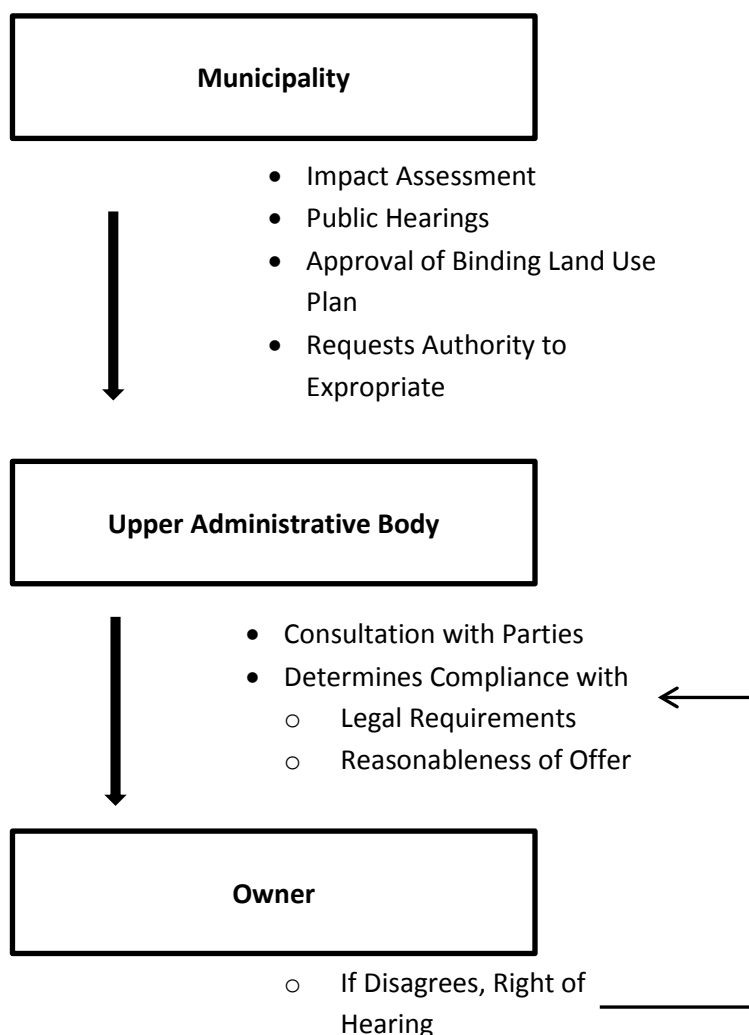 Municipality
• Impact Assessment
• Public Hearings
• Approval of Binding Land Use
Plan
• Requests Authority to
Expropriate
Upper Administrative Body
• Consultation with Parties
• Determines Compliance with
o Legal Requirements
o Reasonableness of Offer
Owner
o If Disagrees, Right of
Hearing